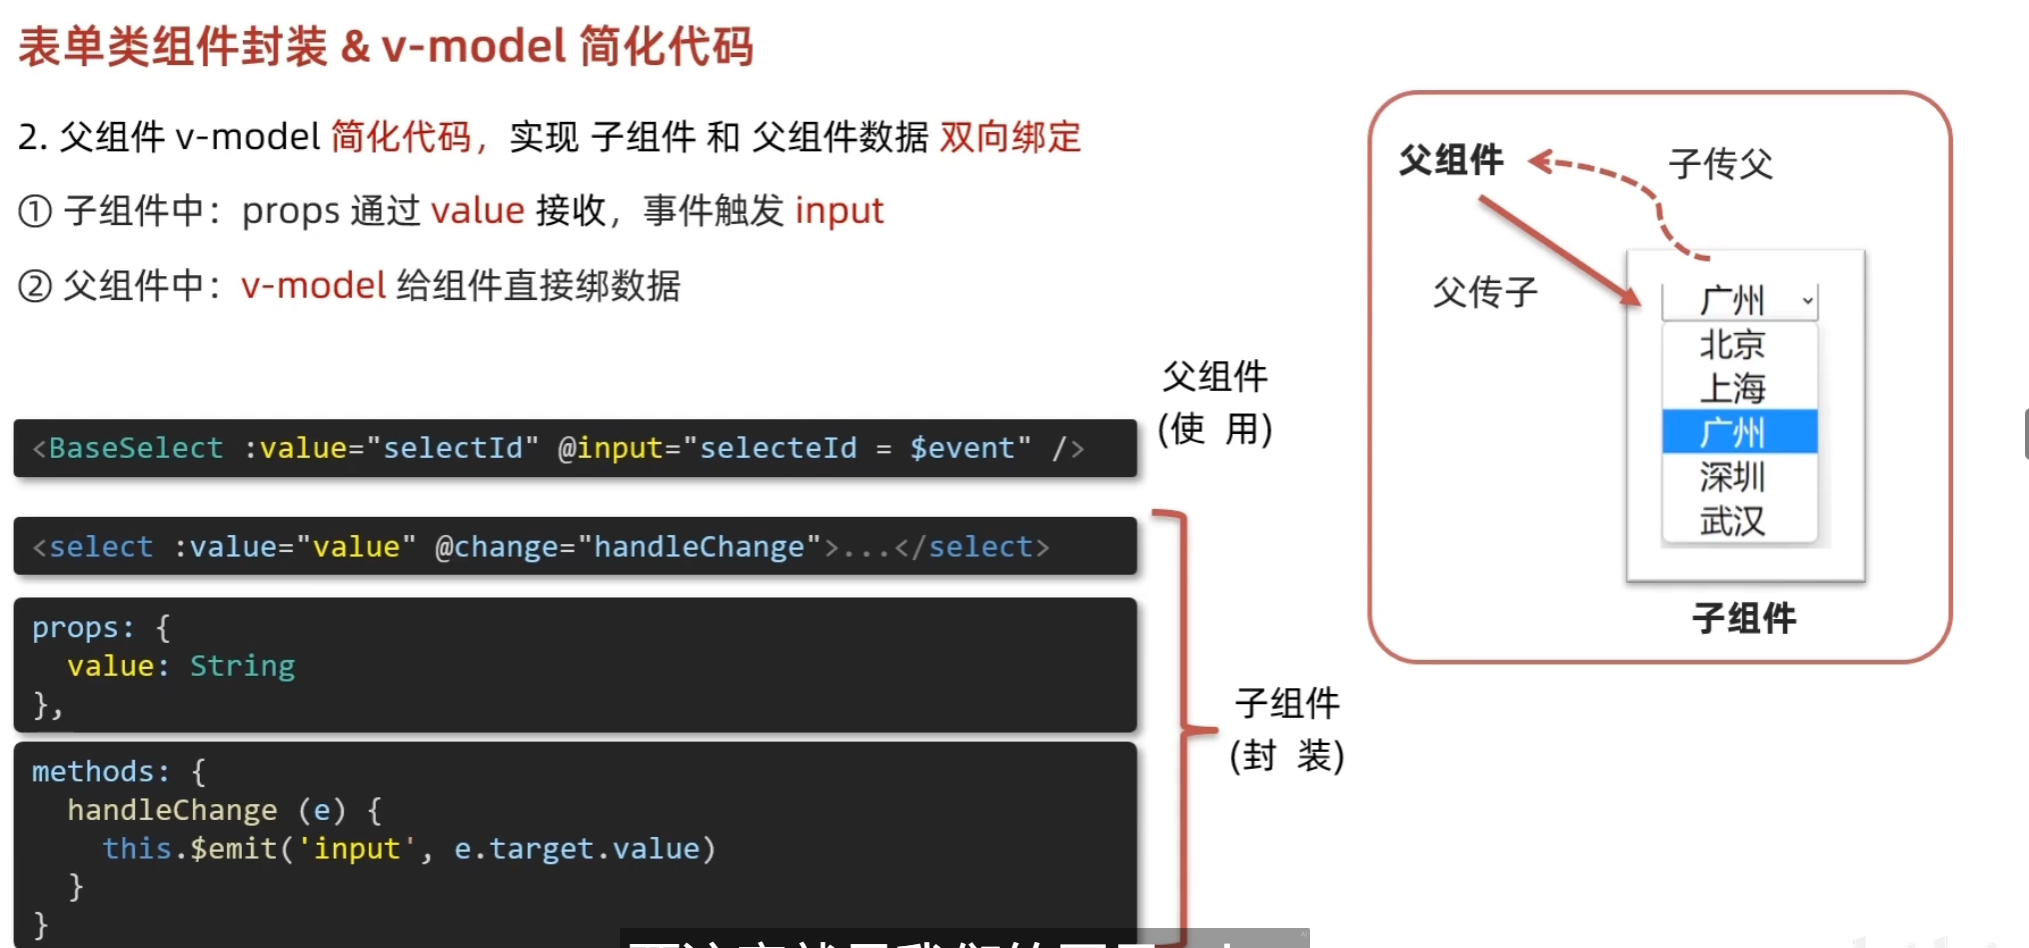 表单类组件封装 & v-model 简化代码
2. 父组件 v-model 简化代码，实现 子组件 和 父组件数据 双向绑定
① 子组件中：props 通过 value 接收，事件触发 input
② 父组件中：v-model 给组件直接绑数据
<BaseSelect :value="selectId" @input="selecteId = $event" />
父组件
(使 用)
<select :value="value" @change="handleChange">...</select>
props: {
value: String
},
methods: {
handleChange (e) {
this.$emit('input', e.target.value)
}
}
子组件
(封 装)
父组件
子传父
父传子
广州
北京
上海
广州
深圳
武汉
子组件